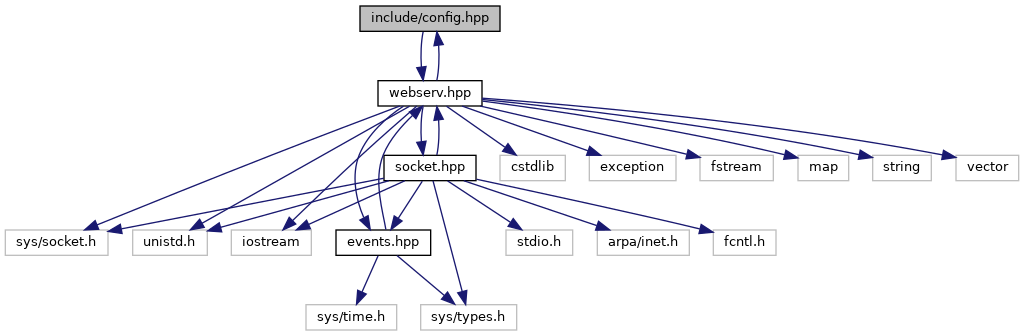 include/config.hpp
webserv.hpp
socket.hpp
cstdlib
exception
fstream
map
string
vector
sys/socket.h
unistd.h
iostream
events.hpp
stdio.h
arpa/inet.h
fcntl.h
sys/time.h
sys/types.h